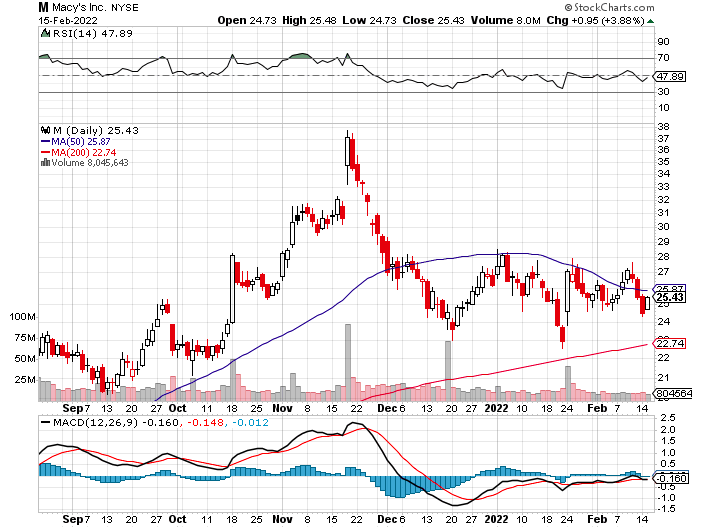 M Macy's Inc. NYSE © StockCharts.com
15-Feb-2022 Open 24.73 High 25.48 Low 24.73 Close 25.43 Volume 8.0M Chg +0.95 (+3.88%)
RSI(14) 47.89
90
70
50
47.89
30
10
M (Daily) 25.43
MA(50) 25.87
MA(200) 22.74
Volume 8,045,643
38
37
36
35
34
33
32
31
30
29
28
27
25.87
25.43
25
24
22.74
22
21
20
8045643
100M
75M
50M
25M
Sep 7 13 20 27 Oct 11 18 25 Nov 8 15 22 Dec 6 13 20 27 2022 10 18 24 Feb 7 14
MACD(12,26,9) -0.160, -0.148, -0.012
2.5
2.0
1.5
1.0
0.5
-0.160
-0.5
-1.0
-1.5
Sep 7 13 20 27 Oct 11 18 25 Nov 8 15 22 Dec 6 13 20 27 2022 10 18 24 Feb 7 14